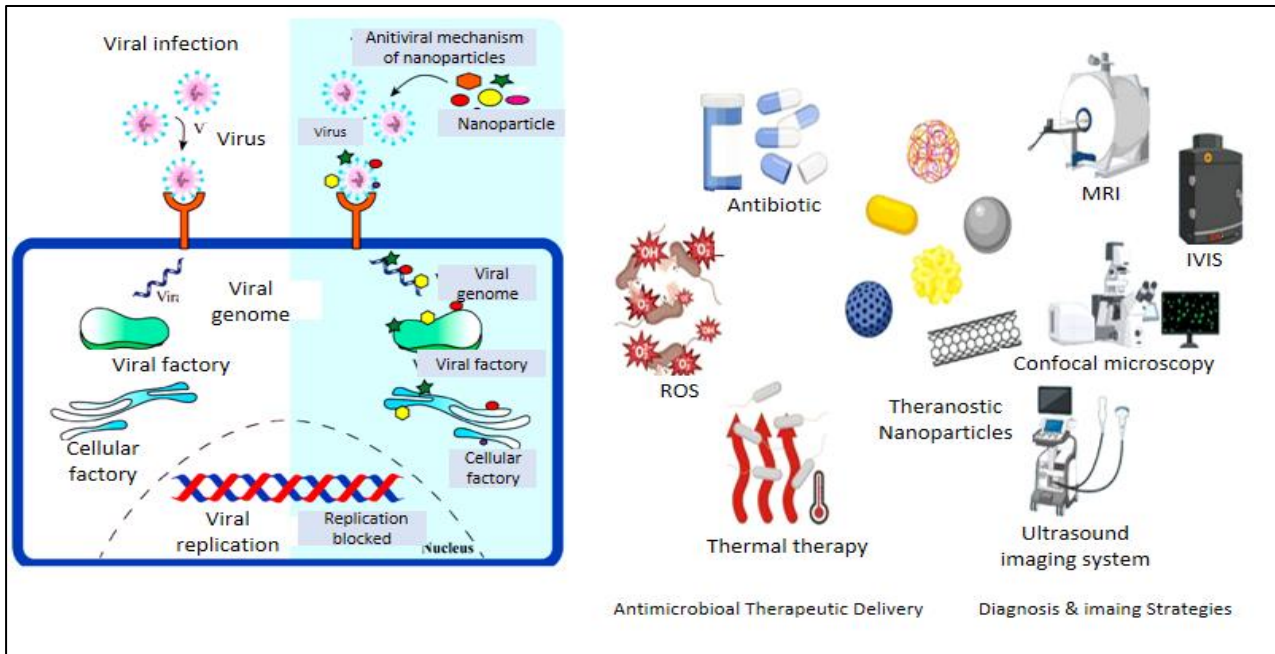 Viral infection
Virus
Viral
genome
Viral factory
Cellular
factory
Viral
replication
Anitiviral mechanism
of nanoparticles
Nanoparticle
Virus
Viral
genome
Viral factory
Cellular
factory
Replication
blocked
Nucleus
Antibiotic
ROS
OH
O₂
Thermal therapy
Theranostic
Nanoparticles
MRI
IVIS
Confocal microscopy
Ultrasound
imaging system
Antimicrobioal Therapeutic Delivery
Diagnosis & imaing Strategies